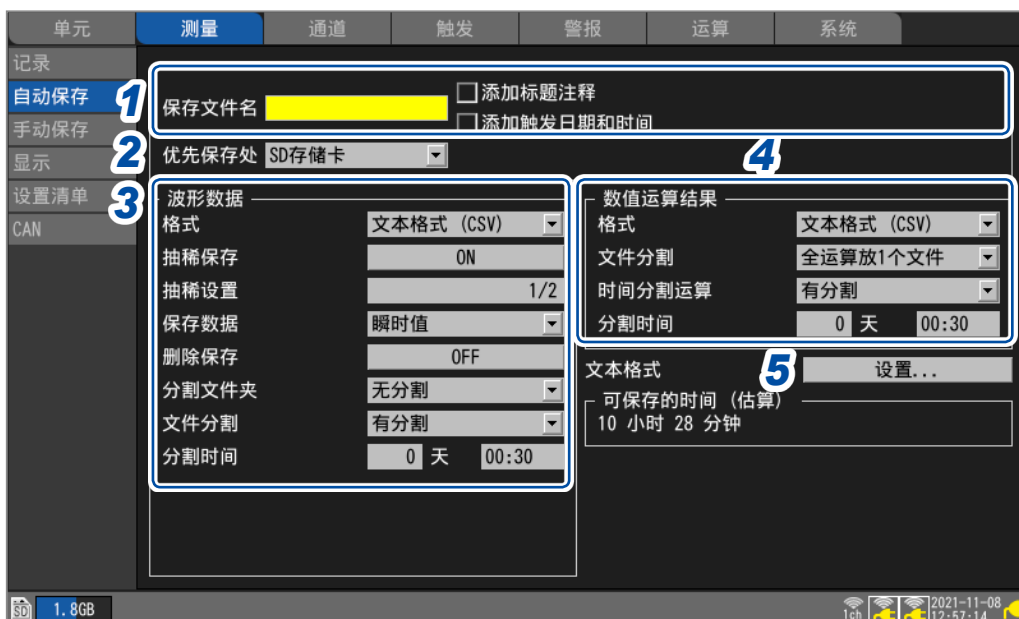 单元 测量 通道 触发 警报 运算 系统
记录
自动保存
手动保存
显示
设置清单
CAN
1
保存文件名
添加标题注释
添加触发日期和时间
2
优先保存处 SD存储卡
3
波形数据
格式 文本格式 (CSV)
抽稀保存 ON
抽稀设置 1/2
保存数据 瞬时值
删除保存 OFF
分割文件夹 无分割
文件分割 有分割
分割时间 0 天 00:30
4
数值运算结果
格式 文本格式 (CSV)
文件分割 全运算放1个文件
时间分割运算 有分割
分割时间 0 天 00:30
5
文本格式 设置...
可保存的时间 (估算)
10 小时 28 分钟
SD 1.8GB
1ch
2021-11-08
12:57:14